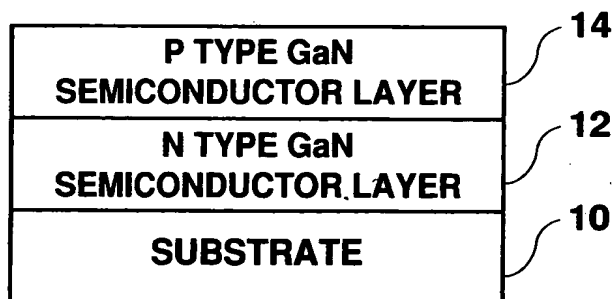 P TYPE GaN
SEMICONDUCTOR LAYER
14
N TYPE GaN
SEMICONDUCTOR LAYER
12
SUBSTRATE
10